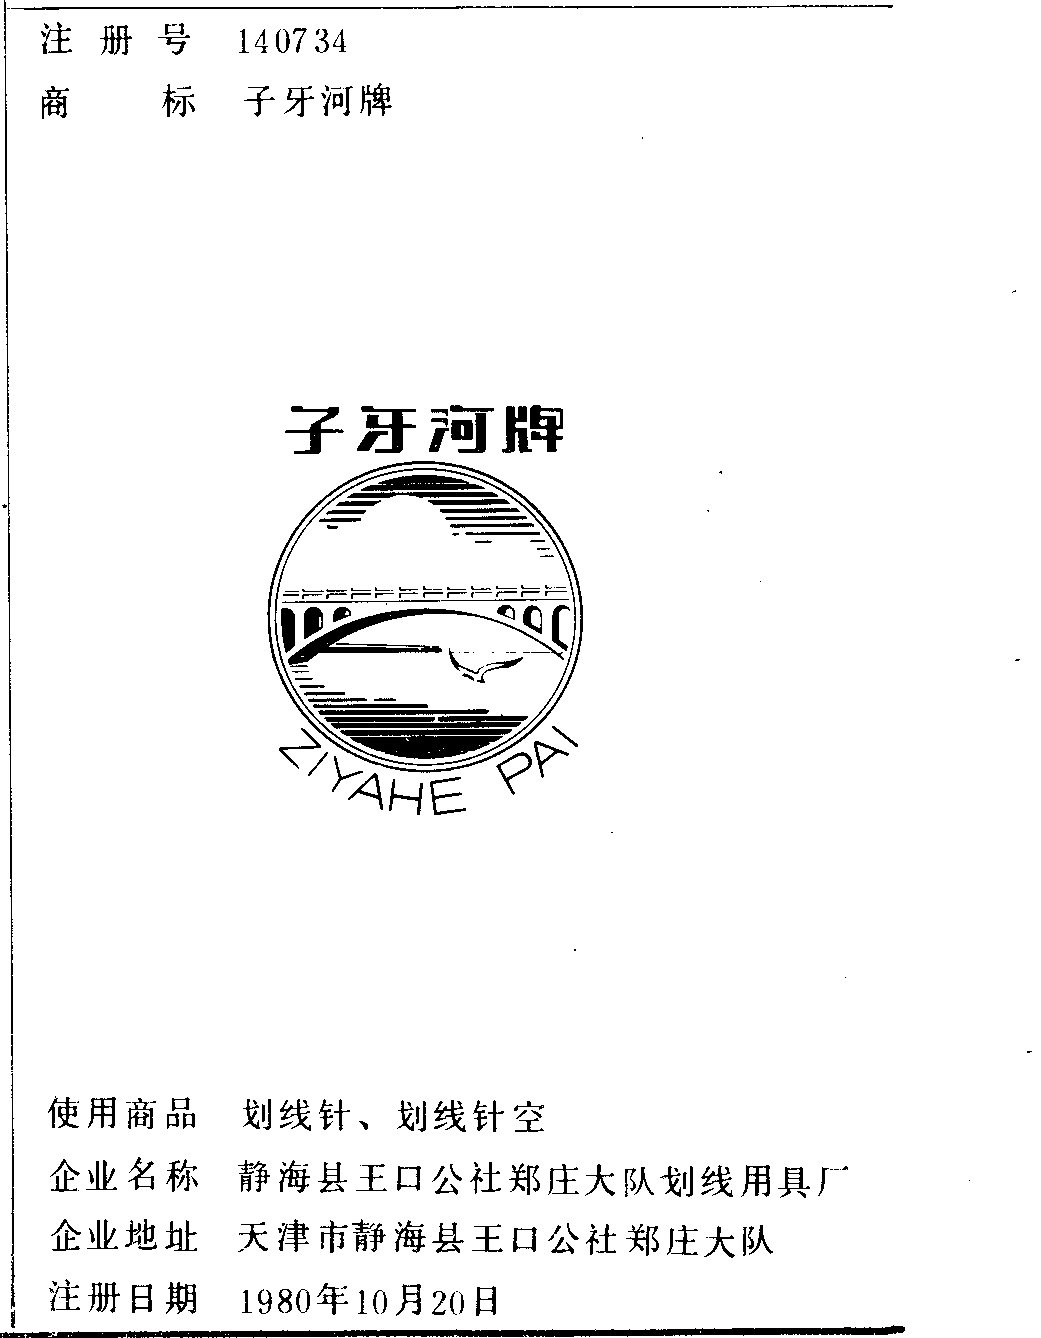 注册号 140734
商标 子牙河牌
子牙河牌
ZIYAHE PAI
使用商品 划线针、划线针空
企业名称 静海县王口公社郑庄大队划线用具厂
企业地址 天津市静海县王口公社郑庄大队
注册日期 1980年10月20日